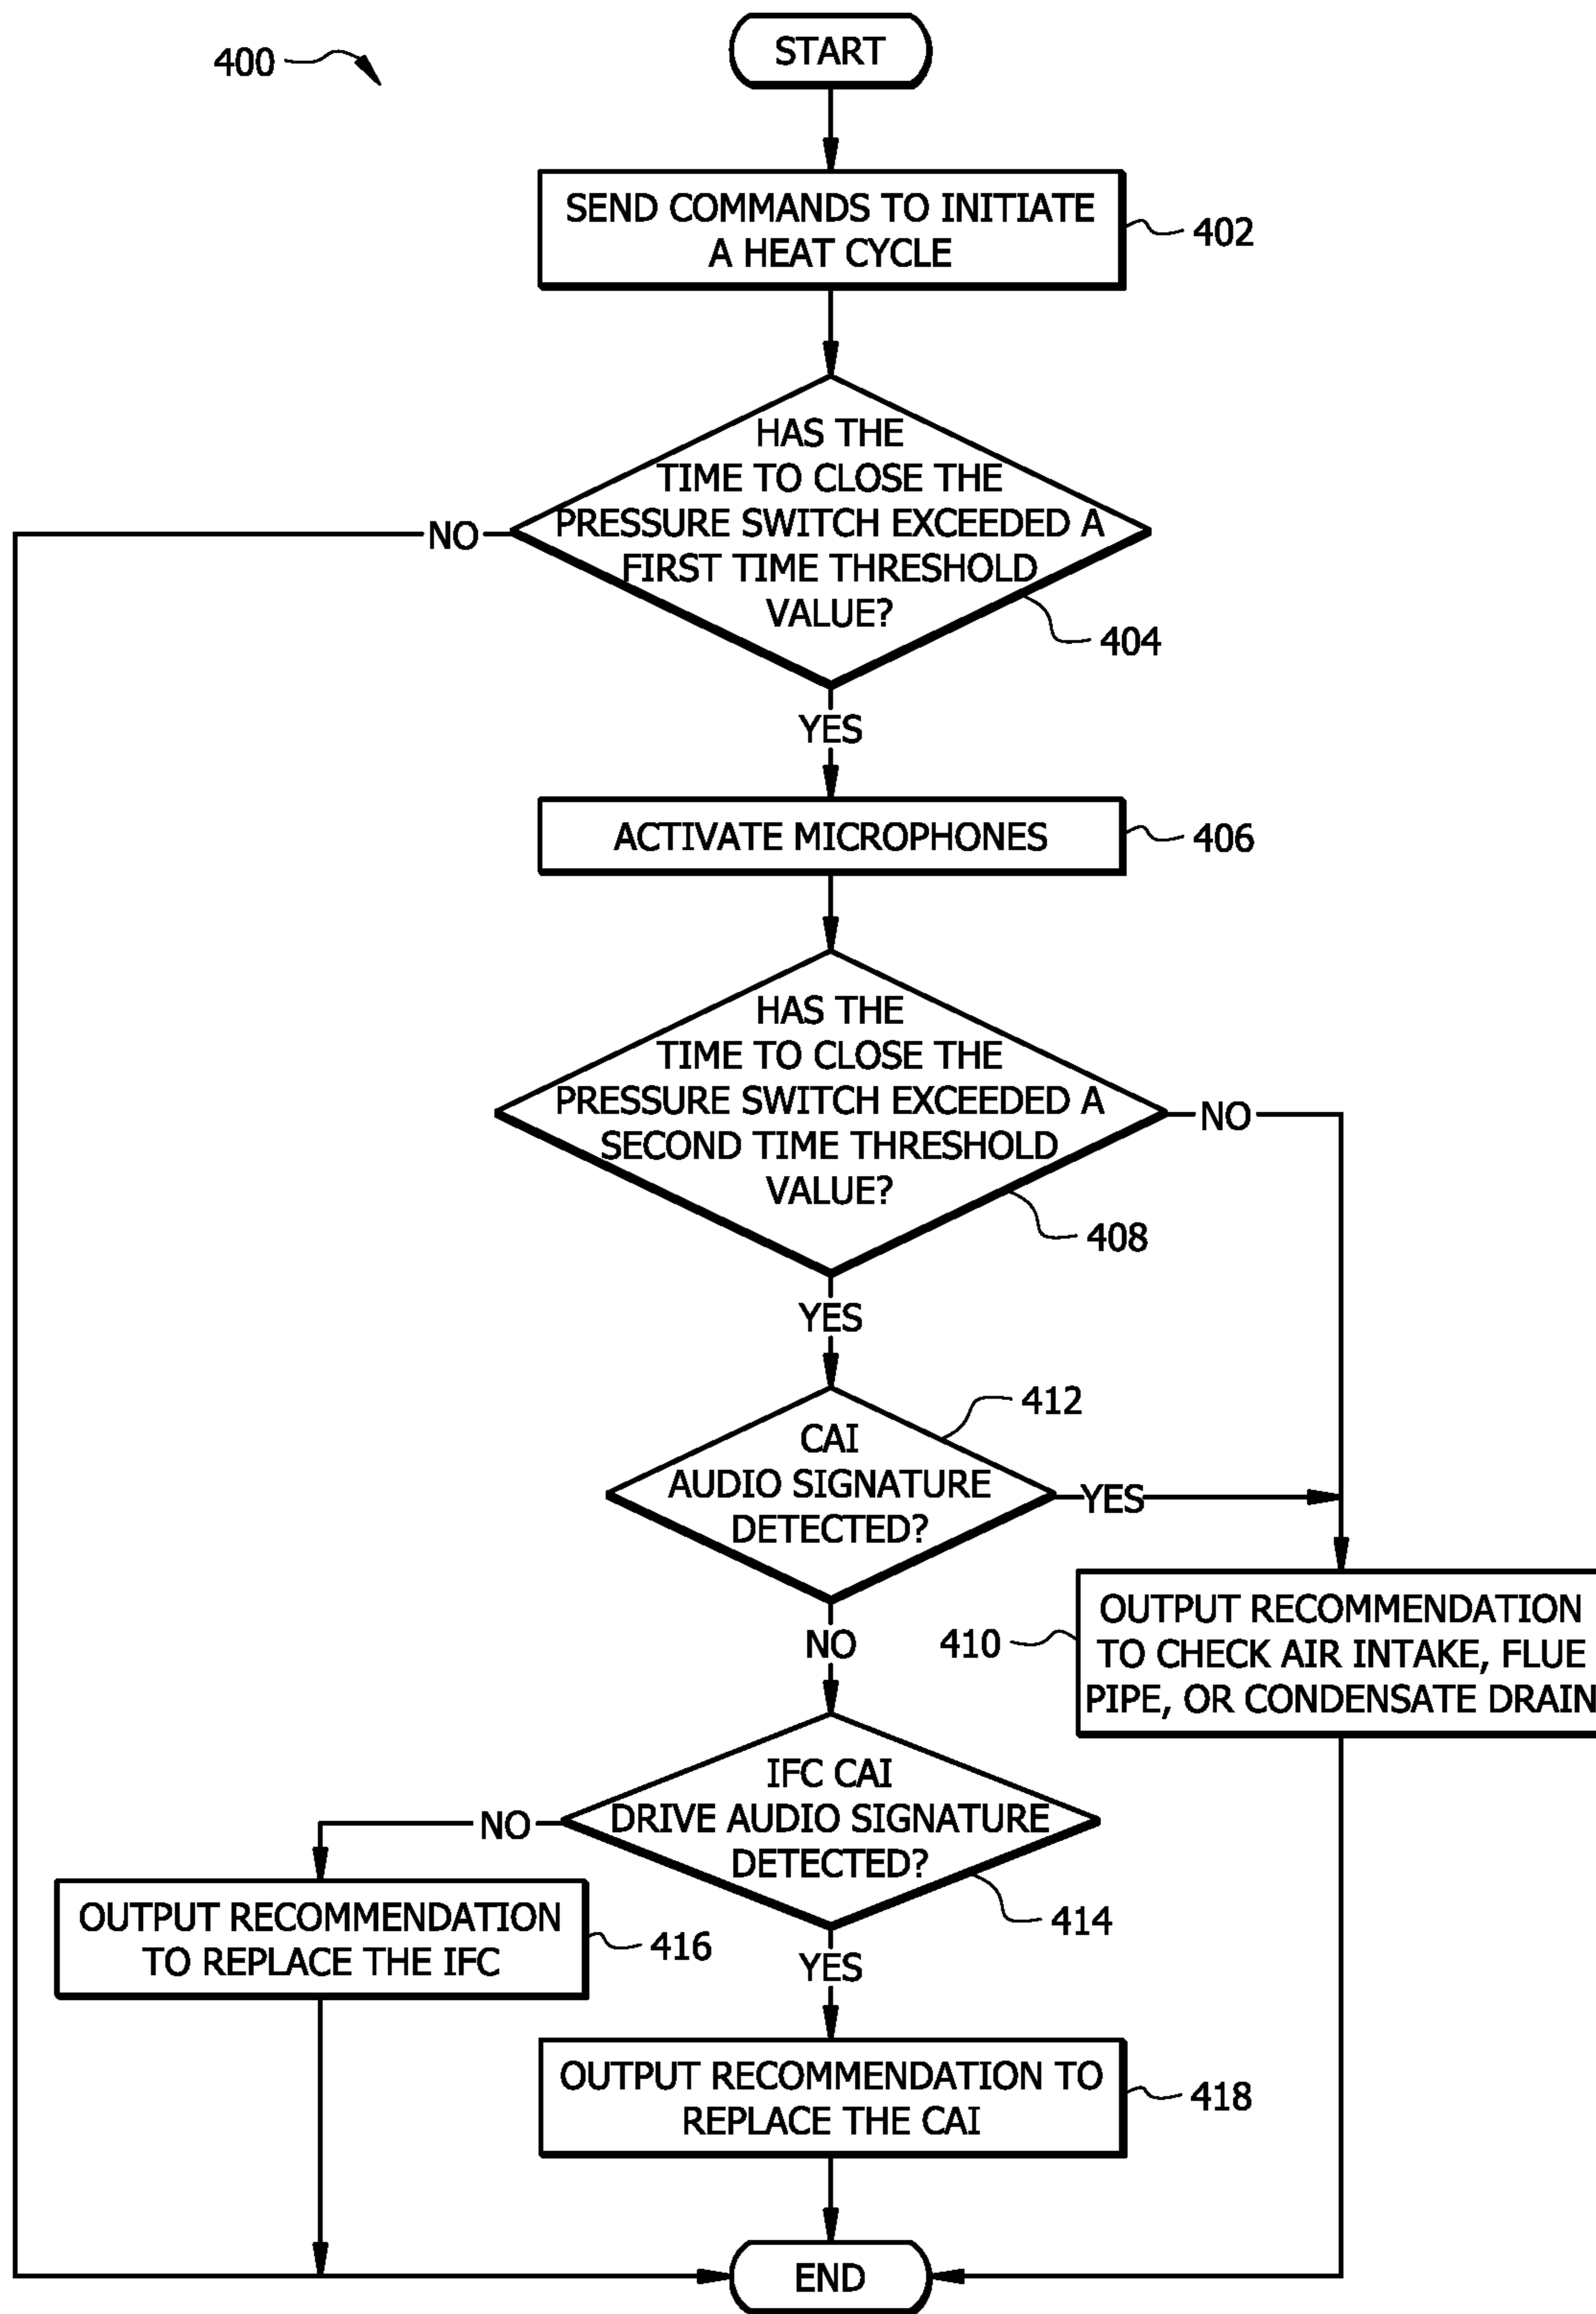 400
START
SEND COMMANDS TO INITIATE
A HEAT CYCLE
402
HAS THE
TIME TO CLOSE THE
PRESSURE SWITCH EXCEEDED A
FIRST TIME THRESHOLD
VALUE?
NO
404
YES
ACTIVATE MICROPHONES
406
HAS THE
TIME TO CLOSE THE
PRESSURE SWITCH EXCEEDED A
SECOND TIME THRESHOLD
VALUE?
NO
408
YES
412
CAI
AUDIO SIGNATURE
DETECTED?
YES
NO
410
OUTPUT RECOMMENDATION
TO CHECK AIR INTAKE, FLUE
PIPE, OR CONDENSATE DRAIN
IFC CAI
DRIVE AUDIO SIGNATURE
DETECTED?
NO
414
OUTPUT RECOMMENDATION
TO REPLACE THE IFC
416
YES
OUTPUT RECOMMENDATION TO
REPLACE THE CAI
418
END